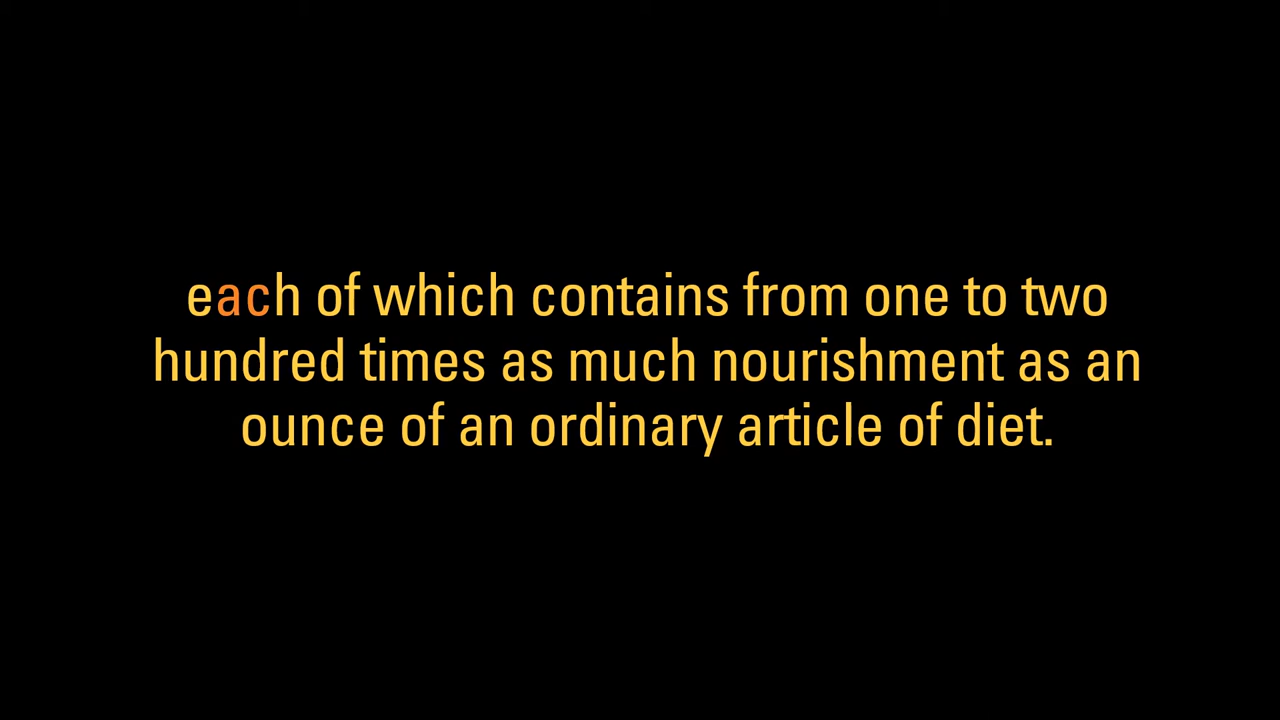 each of which contains from one to two
hundred times as much nourishment as an
ounce of an ordinary article of diet.